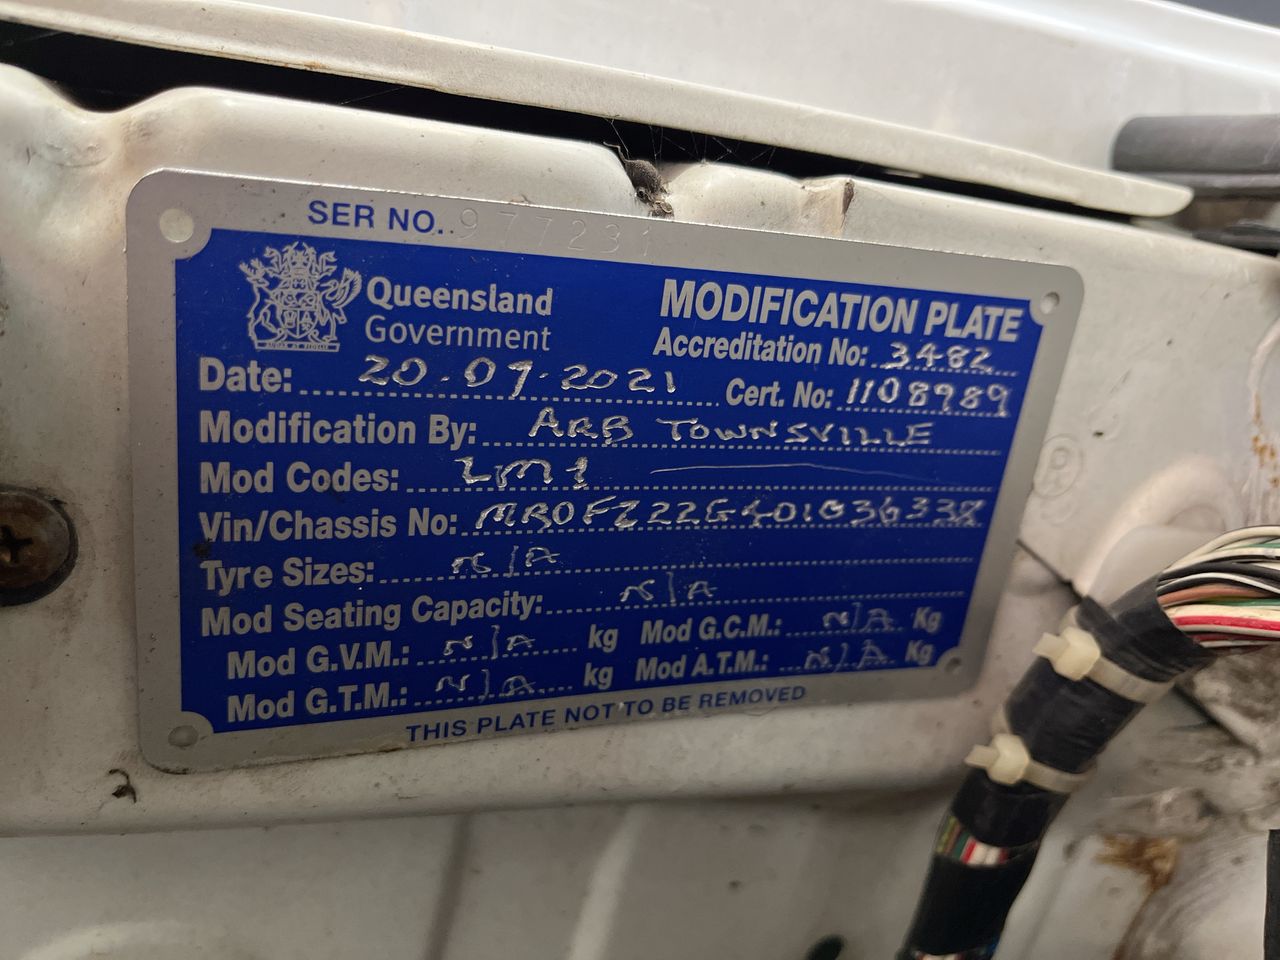 SER NO. 977231
Queensland Government
MODIFICATION PLATE
Accreditation No: 3482
Date: 20.09.2021 Cert. No: 1108989
Modification By: ARB TOWNSVILLE
Mod Codes: LM1
Vin/Chassis No: MR0FZ22G401036338
Tyre Sizes: N/A
Mod Seating Capacity: N/A
Mod G.V.M.: N/A kg Mod G.C.M.: N/A Kg
Mod G.T.M.: N/A kg Mod A.T.M.: N/A Kg
THIS PLATE NOT TO BE REMOVED